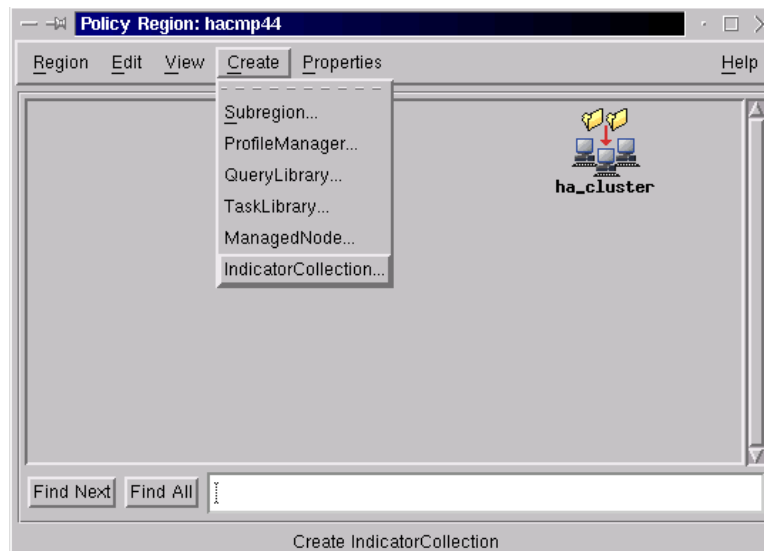 Policy Region: hacmp44
Region Edit View Create Properties Help
Subregion...
ProfileManager...
QueryLibrary...
TaskLibrary...
ManagedNode...
IndicatorCollection...
ha_cluster
Find Next Find All
Create IndicatorCollection